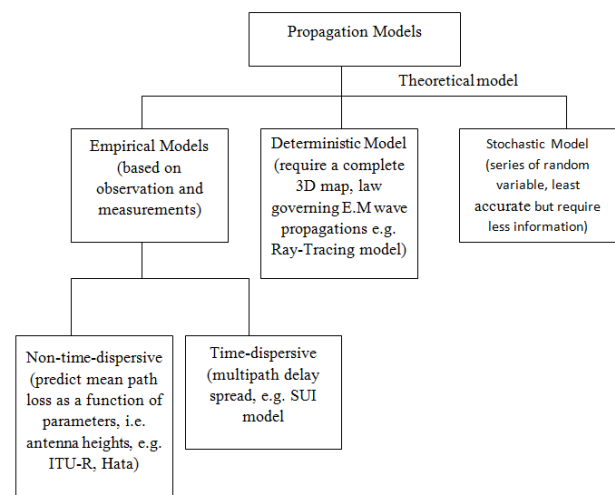 Propagation Models
Theoretical model
Empirical Models
(based on
observation and
measurements)
Deterministic Model
(require a complete
3D map, law
governing E.M wave
propagations e.g.
Ray-Tracing model)
Stochastic Model
(series of random
variable, least
accurate but require
less information)
Non-time-dispersive
(predict mean path
loss as a function of
parameters, i.e.
antenna heights, e.g.
ITU-R, Hata)
Time-dispersive
(multipath delay
spread, e.g. SUI
model